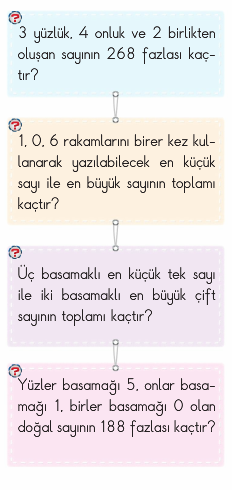 3 yüzlük, 4 onluk ve 2 birlikten
oluşan sayının 268 fazlası kaç-
tır?
1, 0, 6 rakamlarını birer kez kul-
lanarak yazılabilecek en küçük
sayı ile en büyük sayının toplamı
kaçtır?
Üç basamaklı en küçük tek sayı
ile iki basamaklı en büyük çift
sayının toplamı kaçtır?
Yüzler basamağı 5, onlar basa-
mağı 1, birler basamağı 0 olan
doğal sayının 188 fazlası kaçtır?